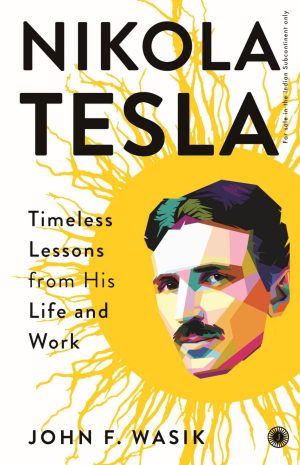 NIKOLA
TESLA
For sale in the Indian Subcontinent only
Timeless
Lessons
from His
Life and
Work
JOHN F. WASIK
J